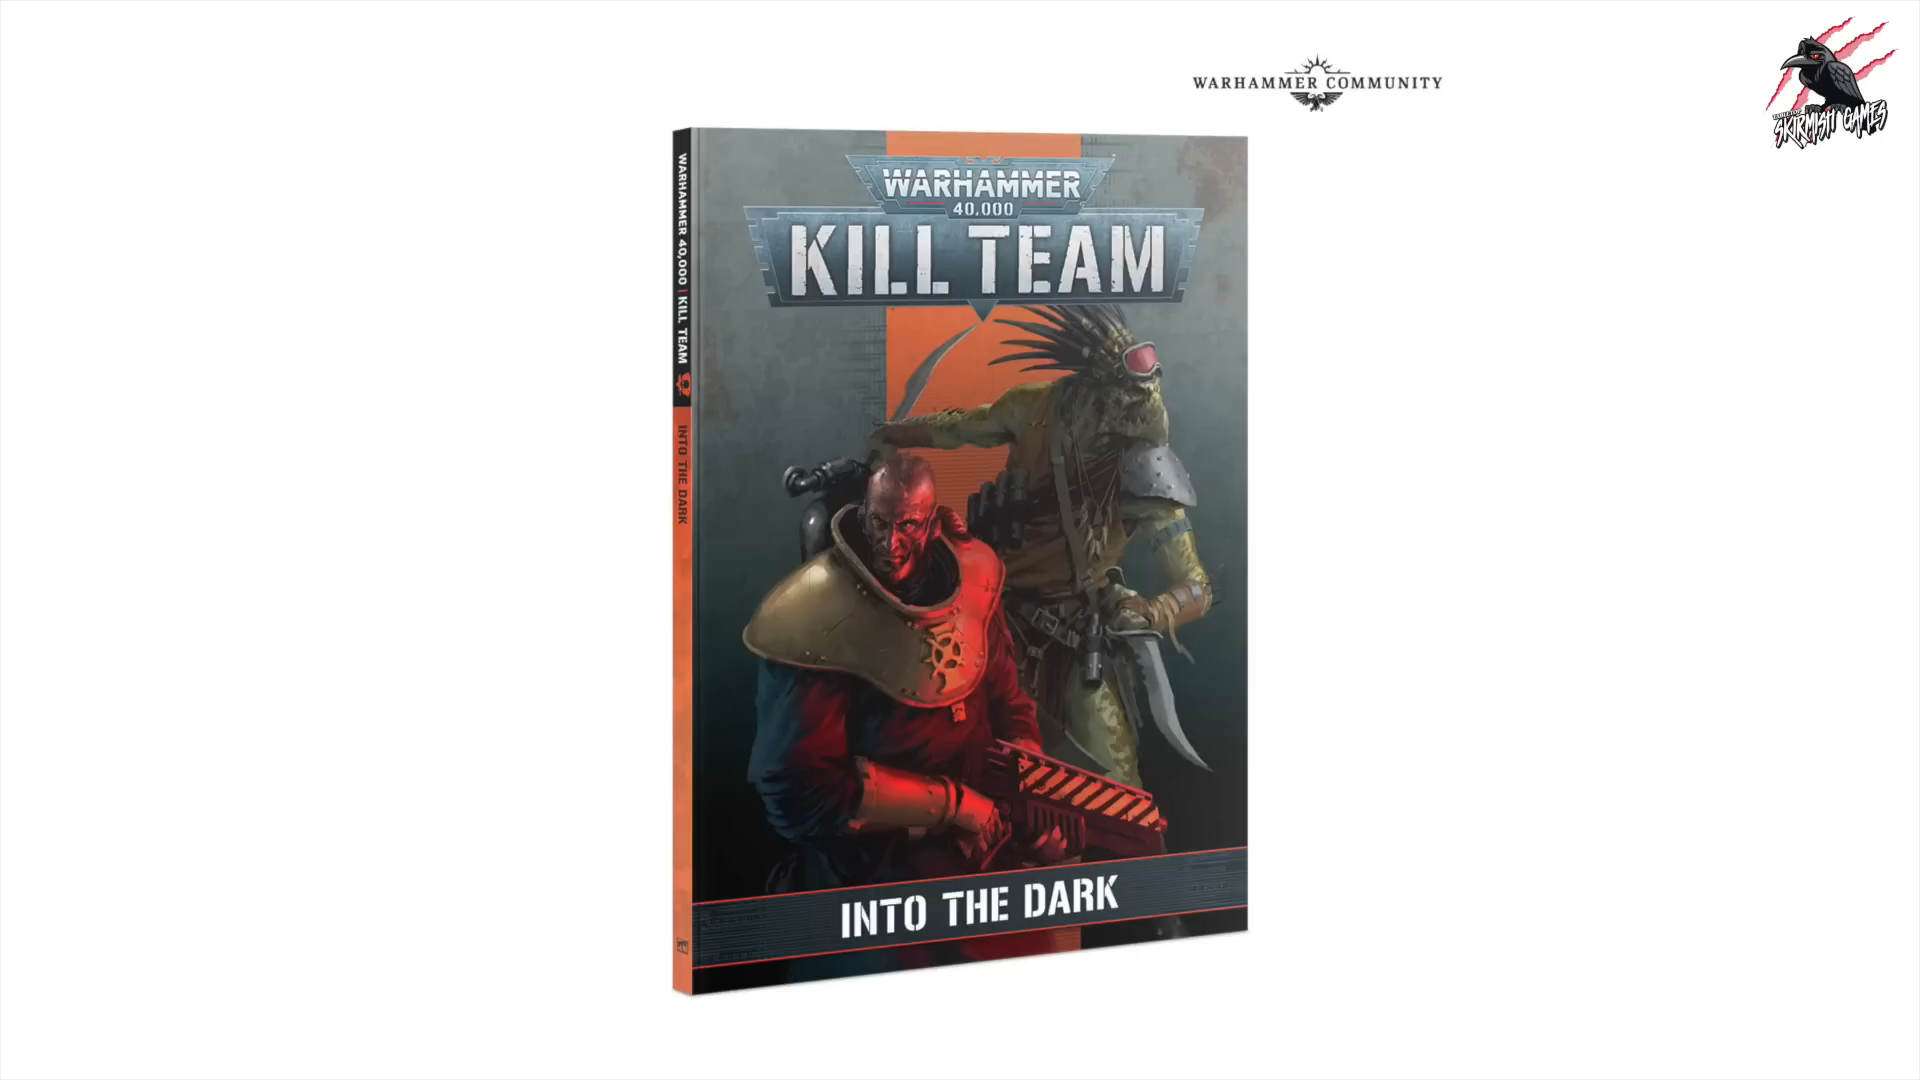 WARHAMMER COMMUNITY
SKIRMISH GAMES
WARHAMMER
40,000
KILL TEAM
INTO THE DARK
WARHAMMER 40,000 | KILL TEAM
INTO THE DARK